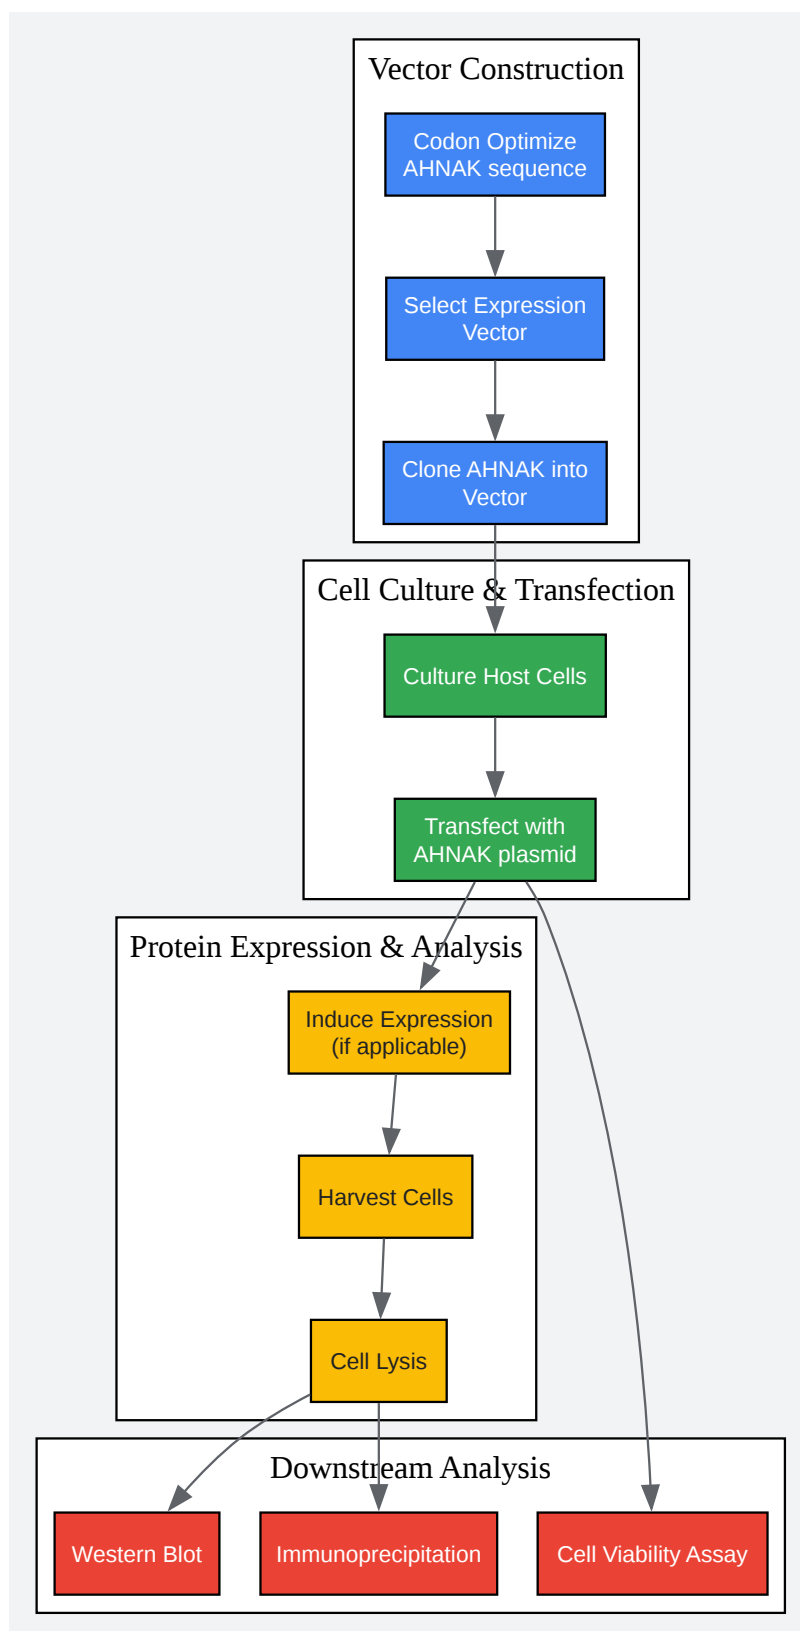 Vector Construction
Codon Optimize
AHNAK sequence
Select Expression
Vector
Clone AHNAK into
Vector
Cell Culture & Transfection
Culture Host Cells
Transfect with
AHNAK plasmid
Protein Expression & Analysis
Induce Expression
(if applicable)
Harvest Cells
Cell Lysis
Downstream Analysis
Western Blot
Immunoprecipitation
Cell Viability Assay